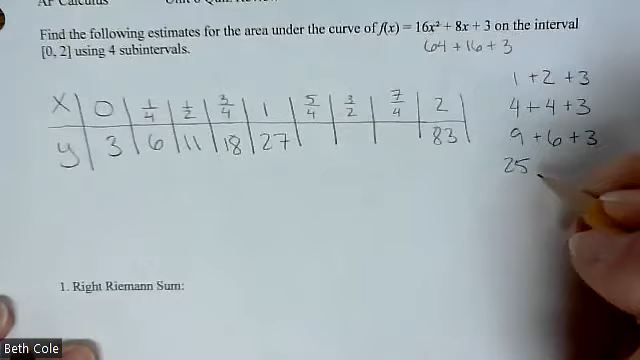 AP Calculus
Find the following estimates for the area under the curve of f(x) = 16x² + 8x + 3 on the interval
[0, 2] using 4 subintervals.
64 + 16 + 3
x 0 1/4 1/2 3/4 1 5/4 3/2 7/4 2
y 3 6 11 18 27 83
1 + 2 + 3
4 + 4 + 3
9 + 6 + 3
25
1. Right Riemann Sum:
Beth Cole